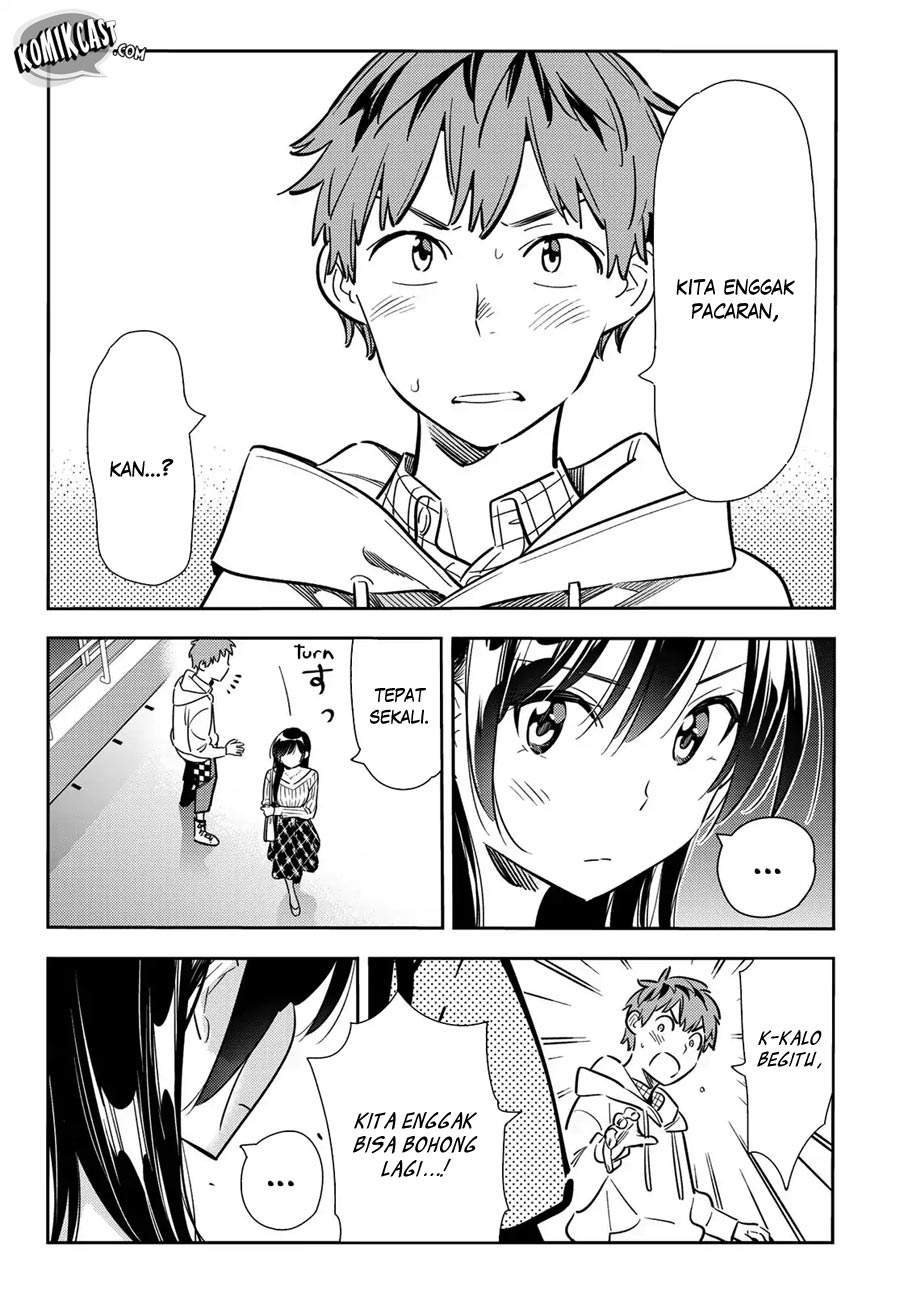 KOMIKCAST
.COM
KITA ENGGAK
PACARAN,
KAN...?
...
turn
すっ
TEPAT
SEKALI.
K-KALO
BEGITU,
KITA ENGGAK
BISA BOHONG
LAGI...!
...